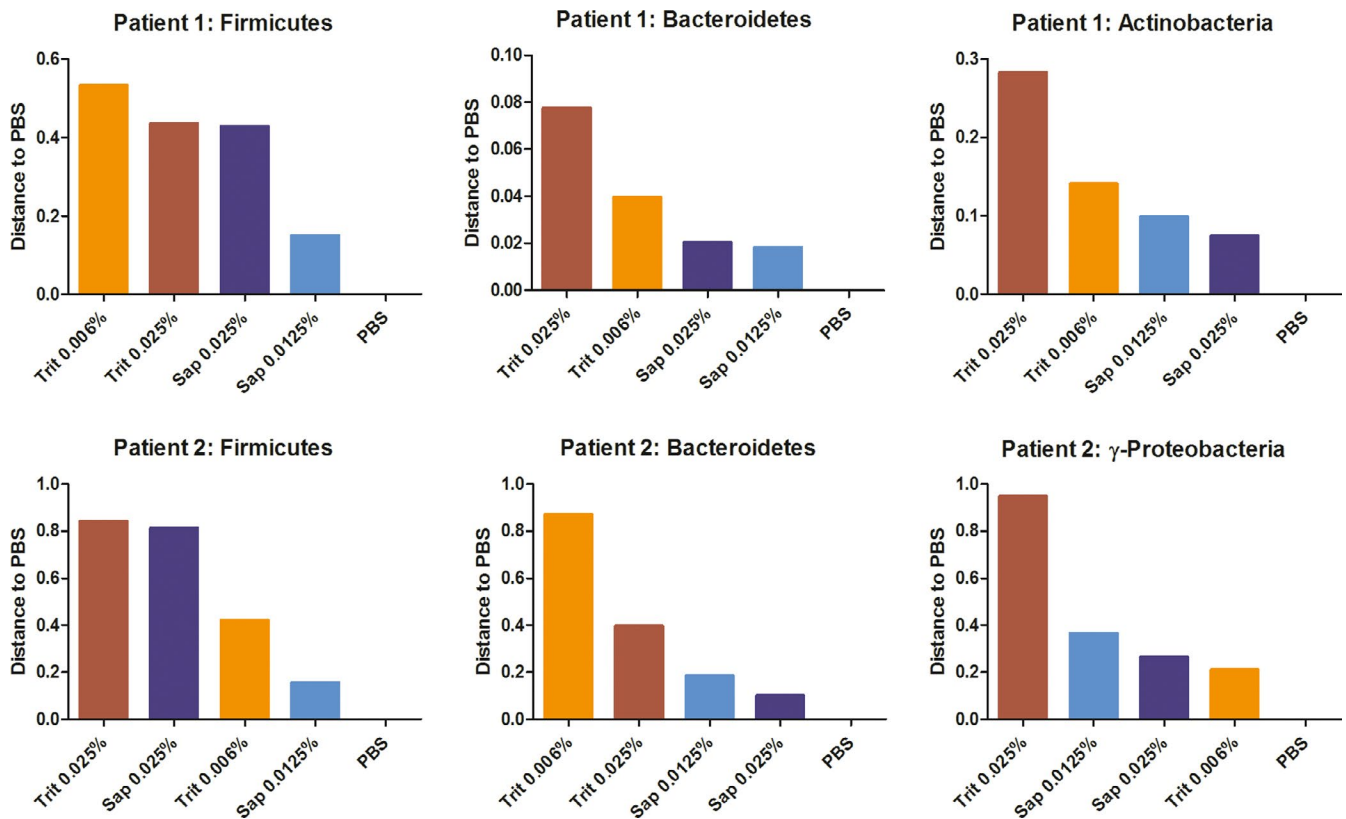 Patient 1: Firmicutes
Distance to PBS
0.6
0.4
0.2
0.0
Trit 0.006%
Trit 0.025%
Sap 0.025%
Sap 0.0125%
PBS
Patient 1: Bacteroidetes
Distance to PBS
0.10
0.08
0.06
0.04
0.02
0.00
Trit 0.025%
Trit 0.006%
Sap 0.025%
Sap 0.0125%
PBS
Patient 1: Actinobacteria
Distance to PBS
0.3
0.2
0.1
0.0
Trit 0.025%
Trit 0.006%
Sap 0.0125%
Sap 0.025%
PBS
Patient 2: Firmicutes
Distance to PBS
1.0
0.8
0.6
0.4
0.2
0.0
Trit 0.025%
Sap 0.025%
Trit 0.006%
Sap 0.0125%
PBS
Patient 2: Bacteroidetes
Distance to PBS
1.0
0.8
0.6
0.4
0.2
0.0
Trit 0.006%
Trit 0.025%
Sap 0.0125%
Sap 0.025%
PBS
Patient 2: γ-Proteobacteria
Distance to PBS
1.0
0.8
0.6
0.4
0.2
0.0
Trit 0.025%
Sap 0.0125%
Sap 0.025%
Trit 0.006%
PBS